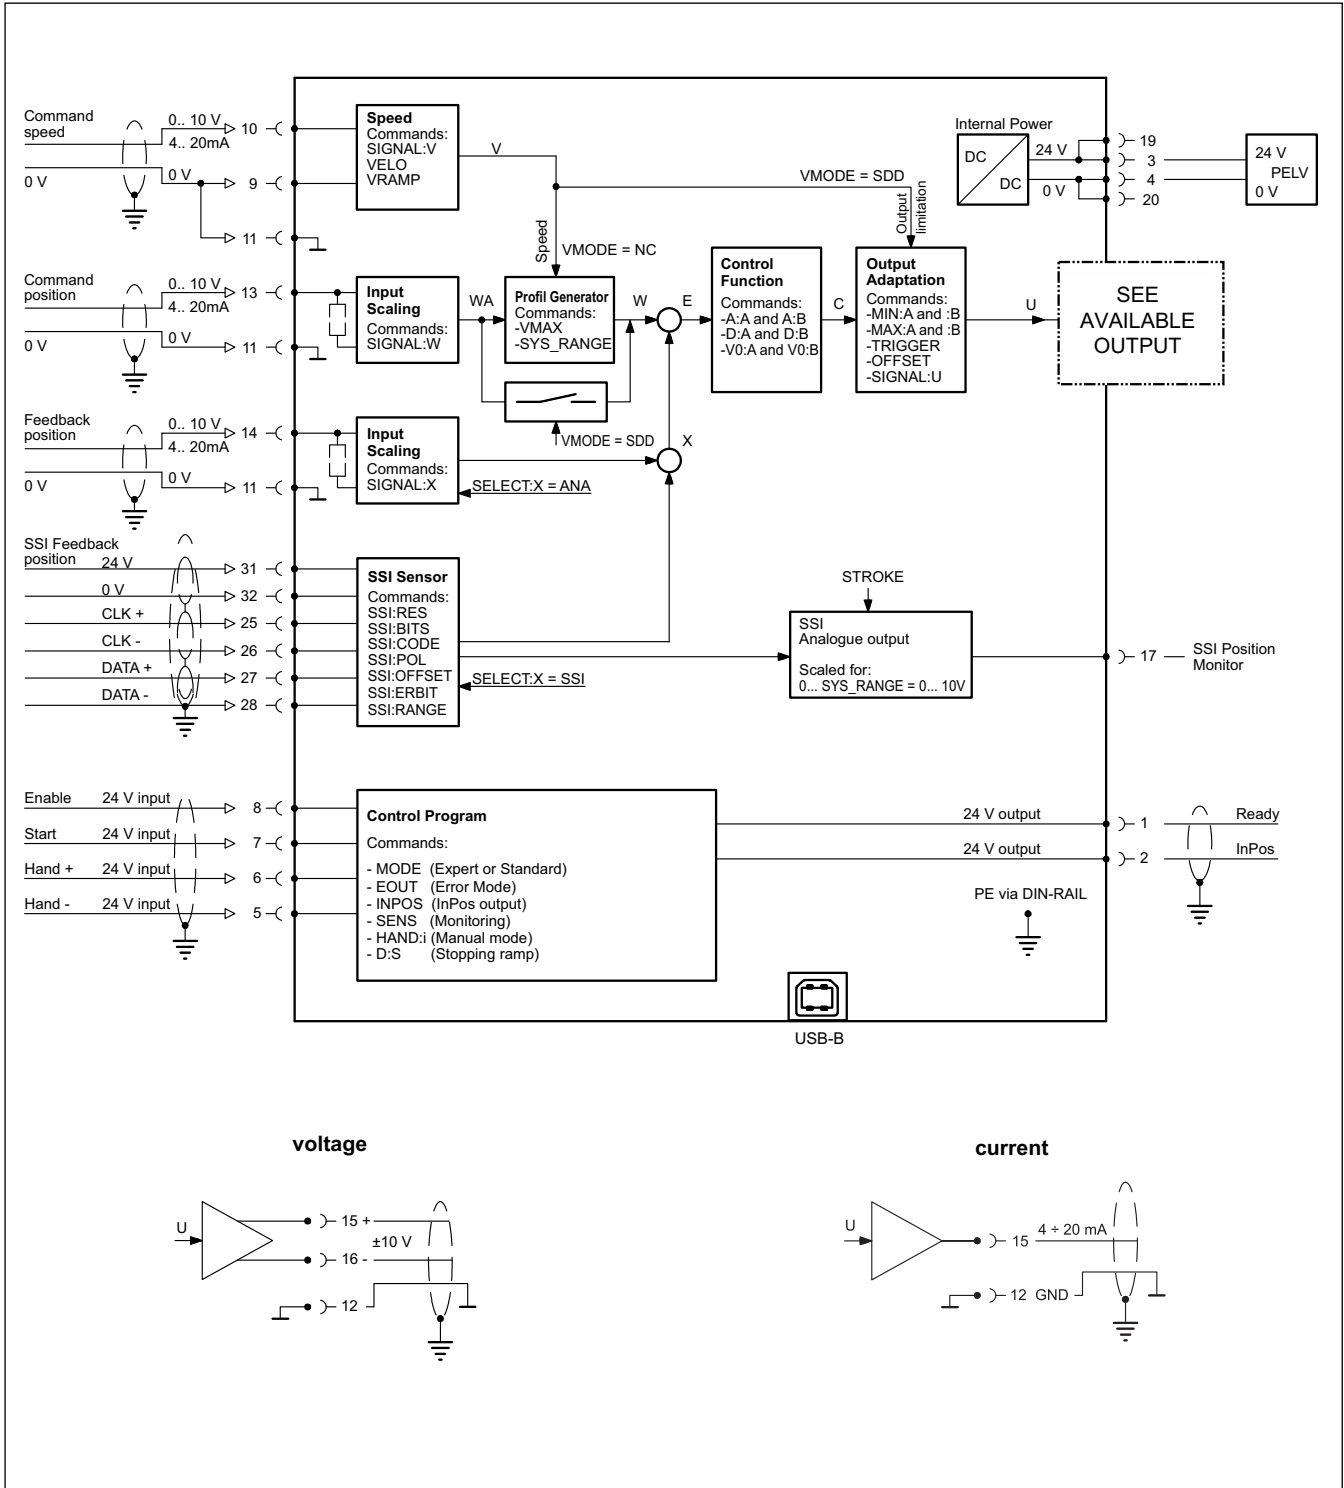 Command
speed
0.. 10 V
4.. 20mA
10
0 V
0 V
9
11
Speed
Commands:
SIGNAL:V
VELO
VRAMP
V
VMODE = SDD
Output
limitation
Speed
VMODE = NC
Internal Power
DC
DC
24 V
0 V
19
3
4
20
24 V
PELV
0 V
Command
position
0.. 10 V
4.. 20mA
13
0 V
0 V
11
Input
Scaling
Commands:
SIGNAL:W
WA
Profil Generator
Commands:
-VMAX
-SYS_RANGE
W
E
VMODE = SDD
Control
Function
Commands:
-A:A and A:B
-D:A and D:B
-V0:A and V0:B
C
Output
Adaptation
Commands:
-MIN:A and :B
-MAX:A and :B
-TRIGGER
-OFFSET
-SIGNAL:U
U
SEE
AVAILABLE
OUTPUT
Feedback
position
0.. 10 V
4.. 20mA
14
0 V
0 V
11
Input
Scaling
Commands:
SIGNAL:X
X
SELECT:X = ANA
SSI Feedback
position
24 V
31
0 V
32
CLK +
25
CLK -
26
DATA +
27
DATA -
28
SSI Sensor
Commands:
SSI:RES
SSI:BITS
SSI:CODE
SSI:POL
SSI:OFFSET
SSI:ERBIT
SSI:RANGE
SELECT:X = SSI
STROKE
SSI
Analogue output
Scaled for:
0... SYS_RANGE = 0... 10V
17
SSI Position
Monitor
Enable 24 V input 8
Start 24 V input 7
Hand + 24 V input 6
Hand - 24 V input 5
Control Program
Commands:
- MODE (Expert or Standard)
- EOUT (Error Mode)
- INPOS (InPos output)
- SENS (Monitoring)
- HAND:i (Manual mode)
- D:S (Stopping ramp)
24 V output 1 Ready
24 V output 2 InPos
PE via DIN-RAIL
USB-B
voltage
U
15 +
±10 V
16 -
12
current
U
15
4 ÷ 20 mA
12 GND